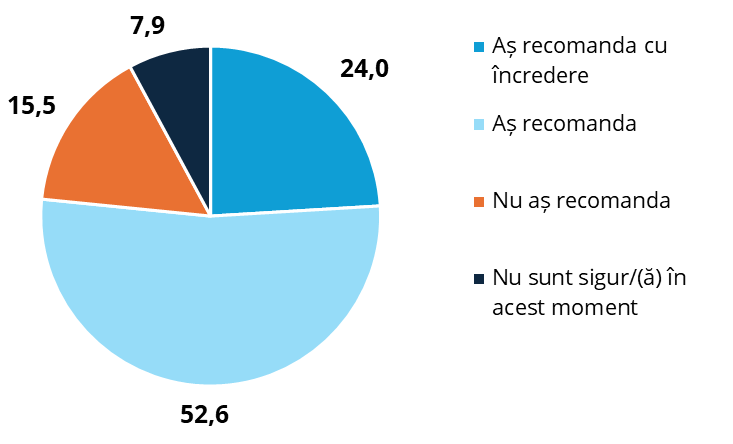 7,9
24,0
15,5
52,6
Aș recomanda cu
încredere
Aș recomanda
Nu aș recomanda
Nu sunt sigur/(ă) în
acest moment